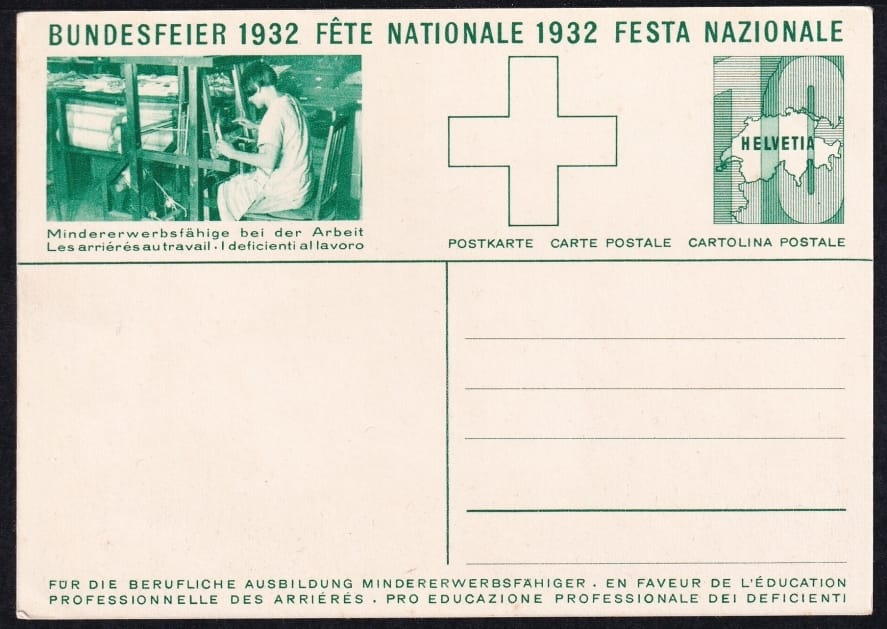 BUNDESFEIER 1932 FÊTE NATIONALE 1932 FESTA NAZIONALE
10
HELVETIA
Mindererwerbsfähige bei der Arbeit
Les arriérés au travail · I deficienti al lavoro
POSTKARTE CARTE POSTALE CARTOLINA POSTALE
FÜR DIE BERUFLICHE AUSBILDUNG MINDERERWERBSFÄHIGER . EN FAVEUR DE L'ÉDUCATION
PROFESSIONNELLE DES ARRIÉRÉS . PRO EDUCAZIONE PROFESSIONALE DEI DEFICIENTI